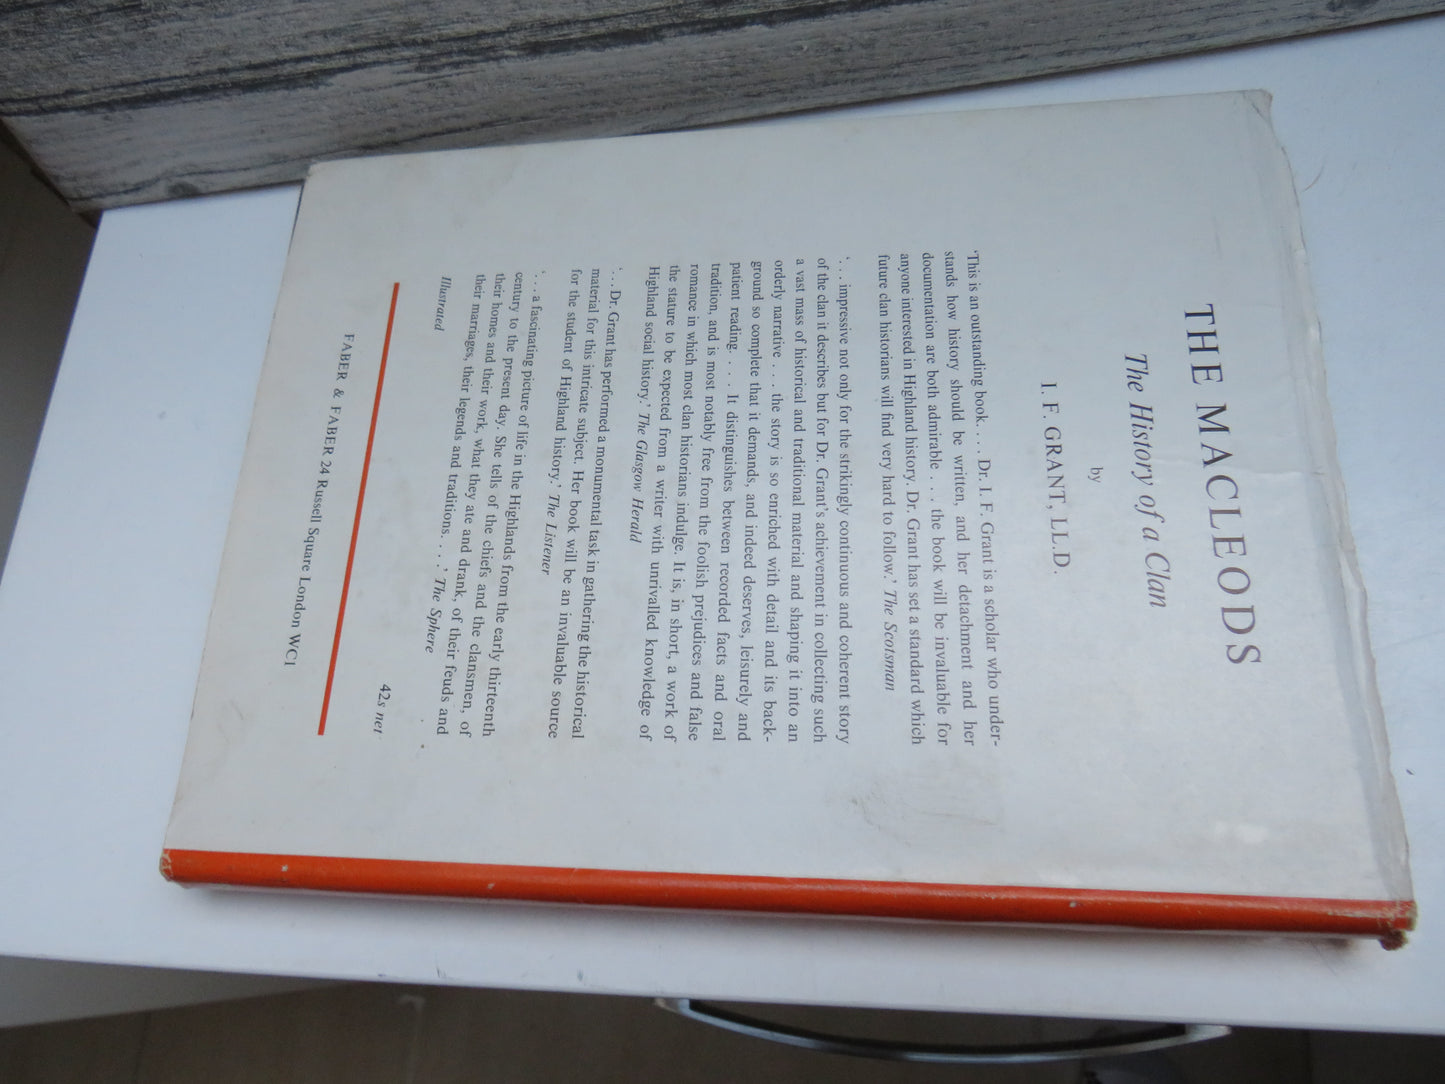 THE MACLEODS
The History of a Clan
by
I. F. GRANT, LL.D.
'This is an outstanding book. . . . Dr. I. F. Grant is a scholar who under-
stands how history should be written, and her detachment and her
documentation are both admirable . . . the book will be invaluable for
anyone interested in Highland history. Dr. Grant has set a standard which
future clan historians will find very hard to follow.' The Scotsman
'. . . impressive not only for the strikingly continuous and coherent story
of the clan it describes but for Dr. Grant's achievement in collecting such
a vast mass of historical and traditional material and shaping it into an
orderly narrative . . . the story is so enriched with detail and its back-
ground so complete that it demands, and indeed deserves, leisurely and
patient reading. . . . It distinguishes between recorded facts and oral
tradition, and is most notably free from the foolish prejudices and false
romance in which most clan historians indulge. It is, in short, a work of
the stature to be expected from a writer with unrivalled knowledge of
Highland social history.' The Glasgow Herald
'. . . Dr. Grant has performed a monumental task in gathering the historical
material for this intricate subject. Her book will be an invaluable source
for the student of Highland history.' The Listener
'. . . a fascinating picture of life in the Highlands from the early thirteenth
century to the present day. She tells of the chiefs and the clansmen, of
their homes and their work, what they ate and drank, of their feuds and
their marriages, their legends and traditions. . . .' The Sphere
Illustrated
42s net
FABER & FABER 24 Russell Square London WC1